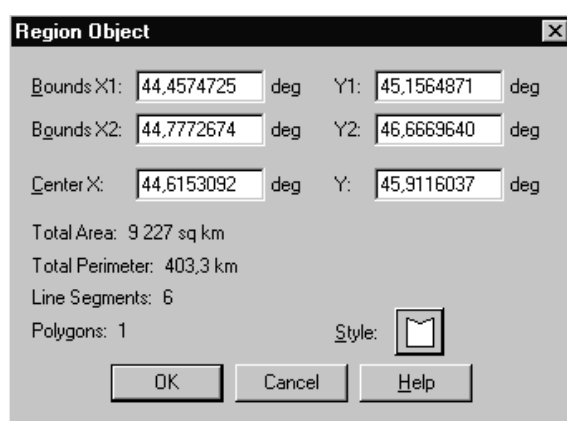 Region Object
Bounds X1: 44,4574725 deg Y1: 45,1564871 deg
Bounds X2: 44,7772674 deg Y2: 46,6669640 deg
Center X: 44,6153092 deg Y: 45,9116037 deg
Total Area: 9 227 sq km
Total Perimeter: 403,3 km
Line Segments: 6
Polygons: 1 Style:
OK Cancel Help